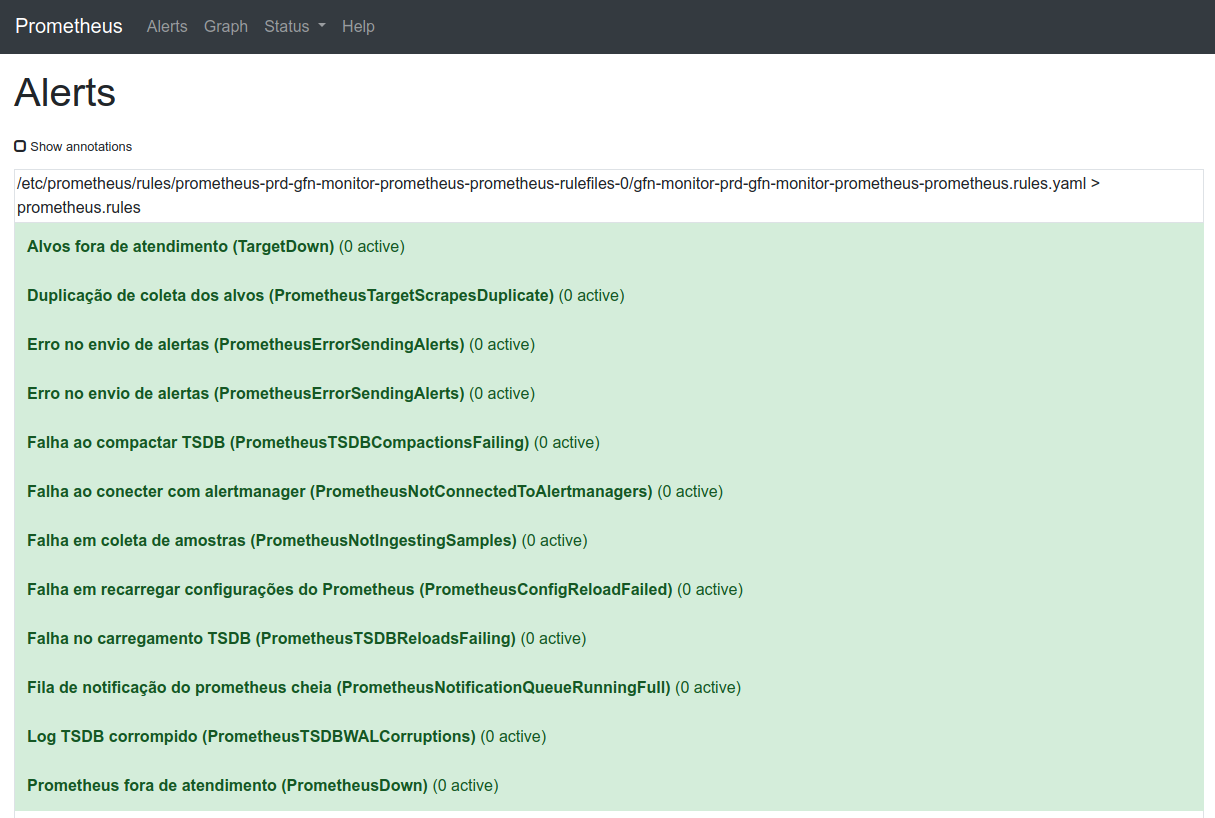 Prometheus Alerts Graph Status Help
Alerts
Show annotations
/etc/prometheus/rules/prometheus-prd-gfn-monitor-prometheus-prometheus-rulefiles-0/gfn-monitor-prd-gfn-monitor-prometheus-prometheus.rules.yaml >
prometheus.rules
Alvos fora de atendimento (TargetDown) (0 active)
Duplicação de coleta dos alvos (PrometheusTargetScrapesDuplicate) (0 active)
Erro no envio de alertas (PrometheusErrorSendingAlerts) (0 active)
Erro no envio de alertas (PrometheusErrorSendingAlerts) (0 active)
Falha ao compactar TSDB (PrometheusTSDBCompactionsFailing) (0 active)
Falha ao conecter com alertmanager (PrometheusNotConnectedToAlertmanagers) (0 active)
Falha em coleta de amostras (PrometheusNotIngestingSamples) (0 active)
Falha em recarregar configurações do Prometheus (PrometheusConfigReloadFailed) (0 active)
Falha no carregamento TSDB (PrometheusTSDBReloadsFailing) (0 active)
Fila de notificação do prometheus cheia (PrometheusNotificationQueueRunningFull) (0 active)
Log TSDB corrompido (PrometheusTSDBWALCorruptions) (0 active)
Prometheus fora de atendimento (PrometheusDown) (0 active)